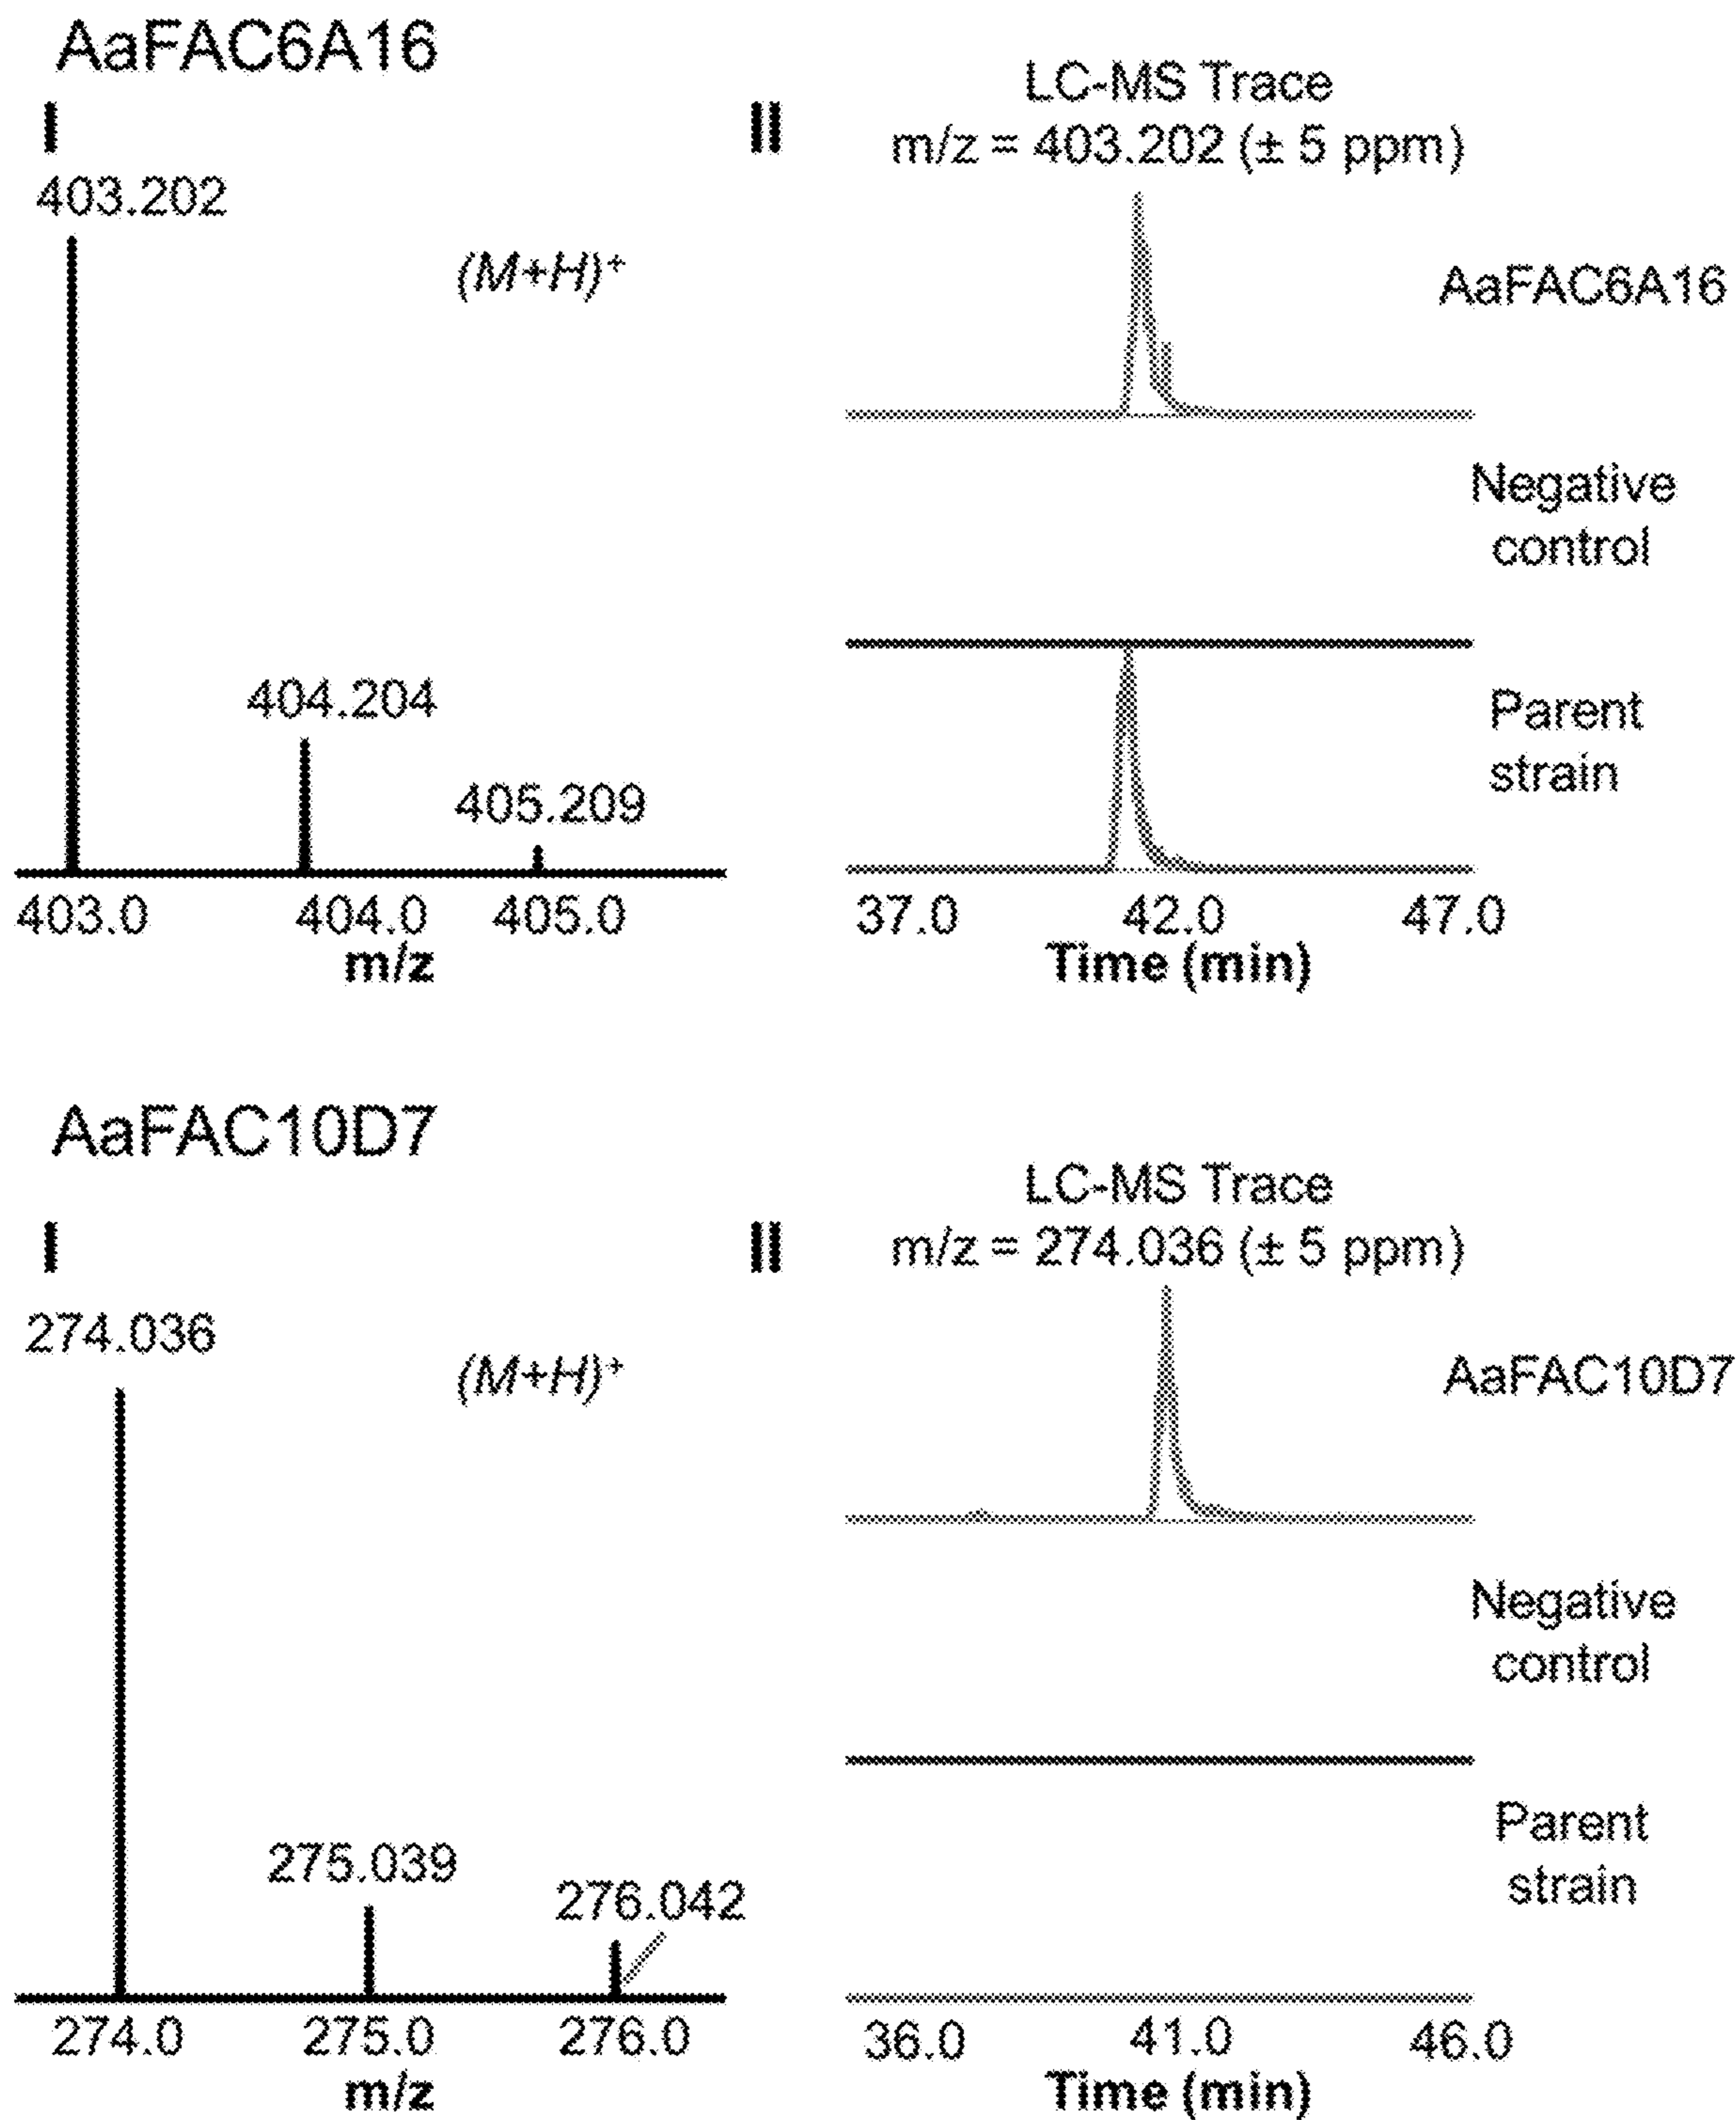 AaFAC6A16
I
403.202
(M+H)+
404.204
405.209
403.0 404.0 405.0
m/z
II
LC-MS Trace
m/z = 403.202 (± 5 ppm)
AaFAC6A16
Negative
control
Parent
strain
37.0 42.0 47.0
Time (min)
AaFAC10D7
I
274.036
(M+H)+
275.039
276.042
274.0 275.0 276.0
m/z
II
LC-MS Trace
m/z = 274.036 (± 5 ppm)
AaFAC10D7
Negative
control
Parent
strain
36.0 41.0 46.0
Time (min)